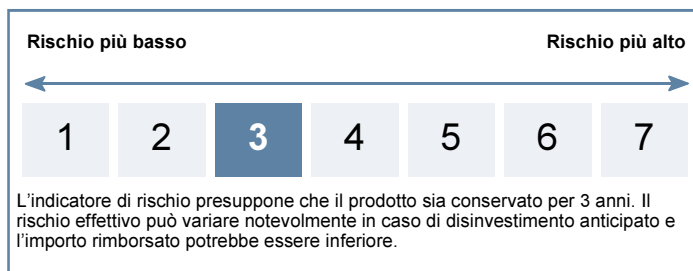 Rischio più basso Rischio più alto
1 2 3 4 5 6 7
L'indicatore di rischio presuppone che il prodotto sia conservato per 3 anni. Il
rischio effettivo può variare notevolmente in caso di disinvestimento anticipato e
l'importo rimborsato potrebbe essere inferiore.